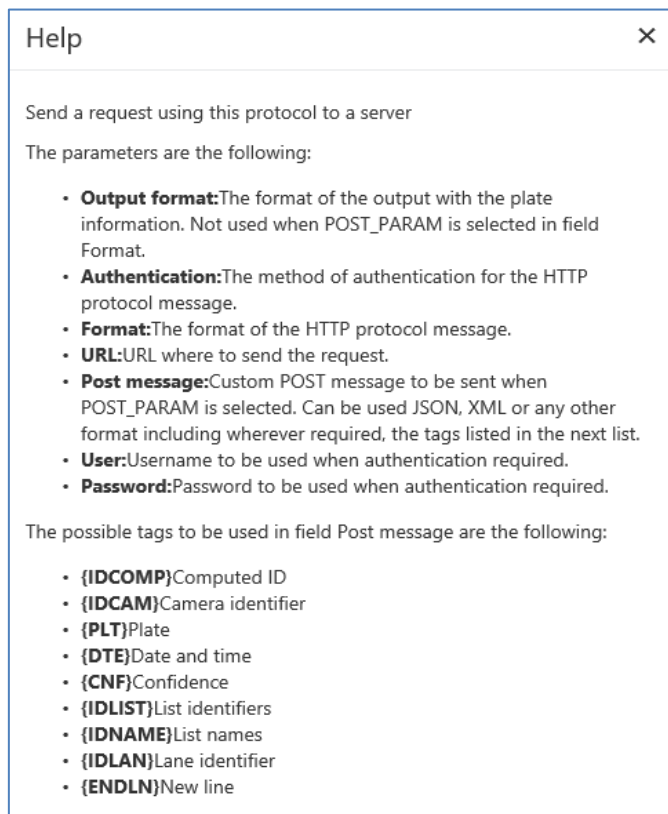 Help ×
Send a request using this protocol to a server
The parameters are the following:
• Output format:The format of the output with the plate
information. Not used when POST_PARAM is selected in field
Format.
• Authentication:The method of authentication for the HTTP
protocol message.
• Format:The format of the HTTP protocol message.
• URL:URL where to send the request.
• Post message:Custom POST message to be sent when
POST_PARAM is selected. Can be used JSON, XML or any other
format including wherever required, the tags listed in the next list.
• User:Username to be used when authentication required.
• Password:Password to be used when authentication required.
The possible tags to be used in field Post message are the following:
• {IDCOMP}Computed ID
• {IDCAM}Camera identifier
• {PLT}Plate
• {DTE}Date and time
• {CNF}Confidence
• {IDLIST}List identifiers
• {IDNAME}List names
• {IDLAN}Lane identifier
• {ENDLN}New line